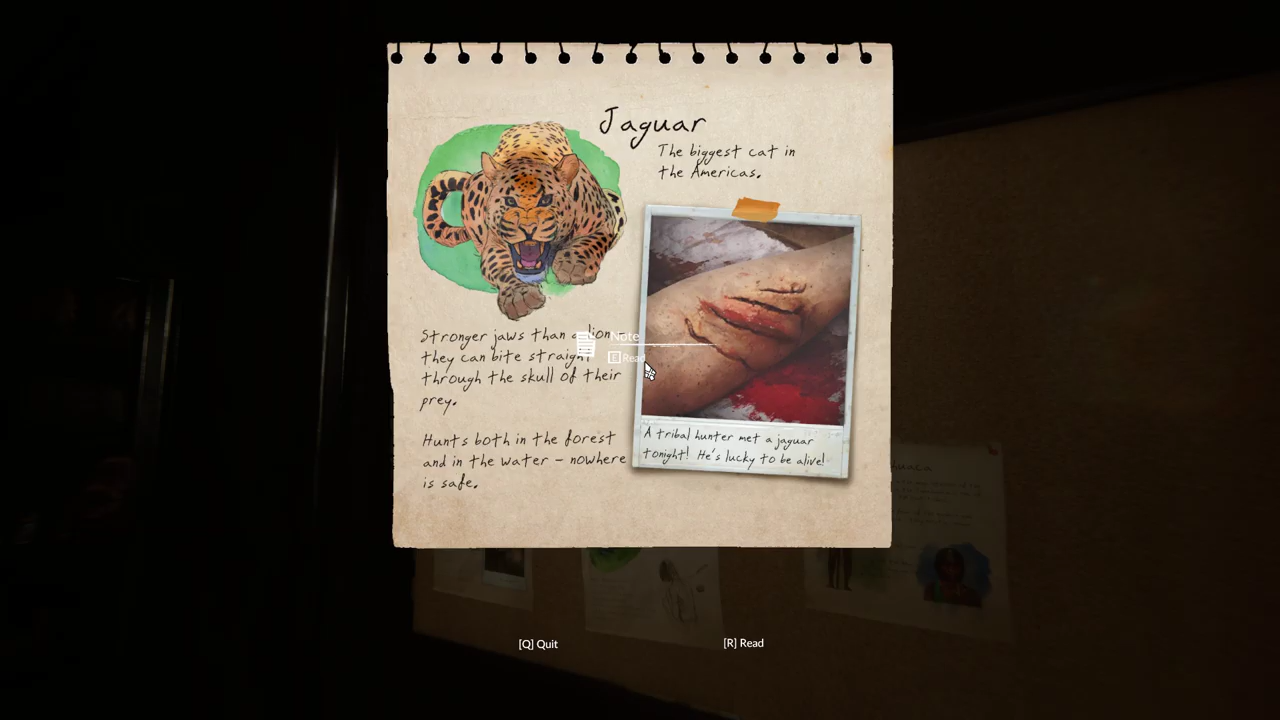 Jaguar
The biggest cat in
the Americas.
Stronger jaws than a lion –
they can bite straight
through the skull of their
prey.
Hunts both in the forest
and in the water – nowhere
is safe.
A tribal hunter met a jaguar
tonight! He's lucky to be alive!
Note
[E] Read
[Q] Quit
[R] Read